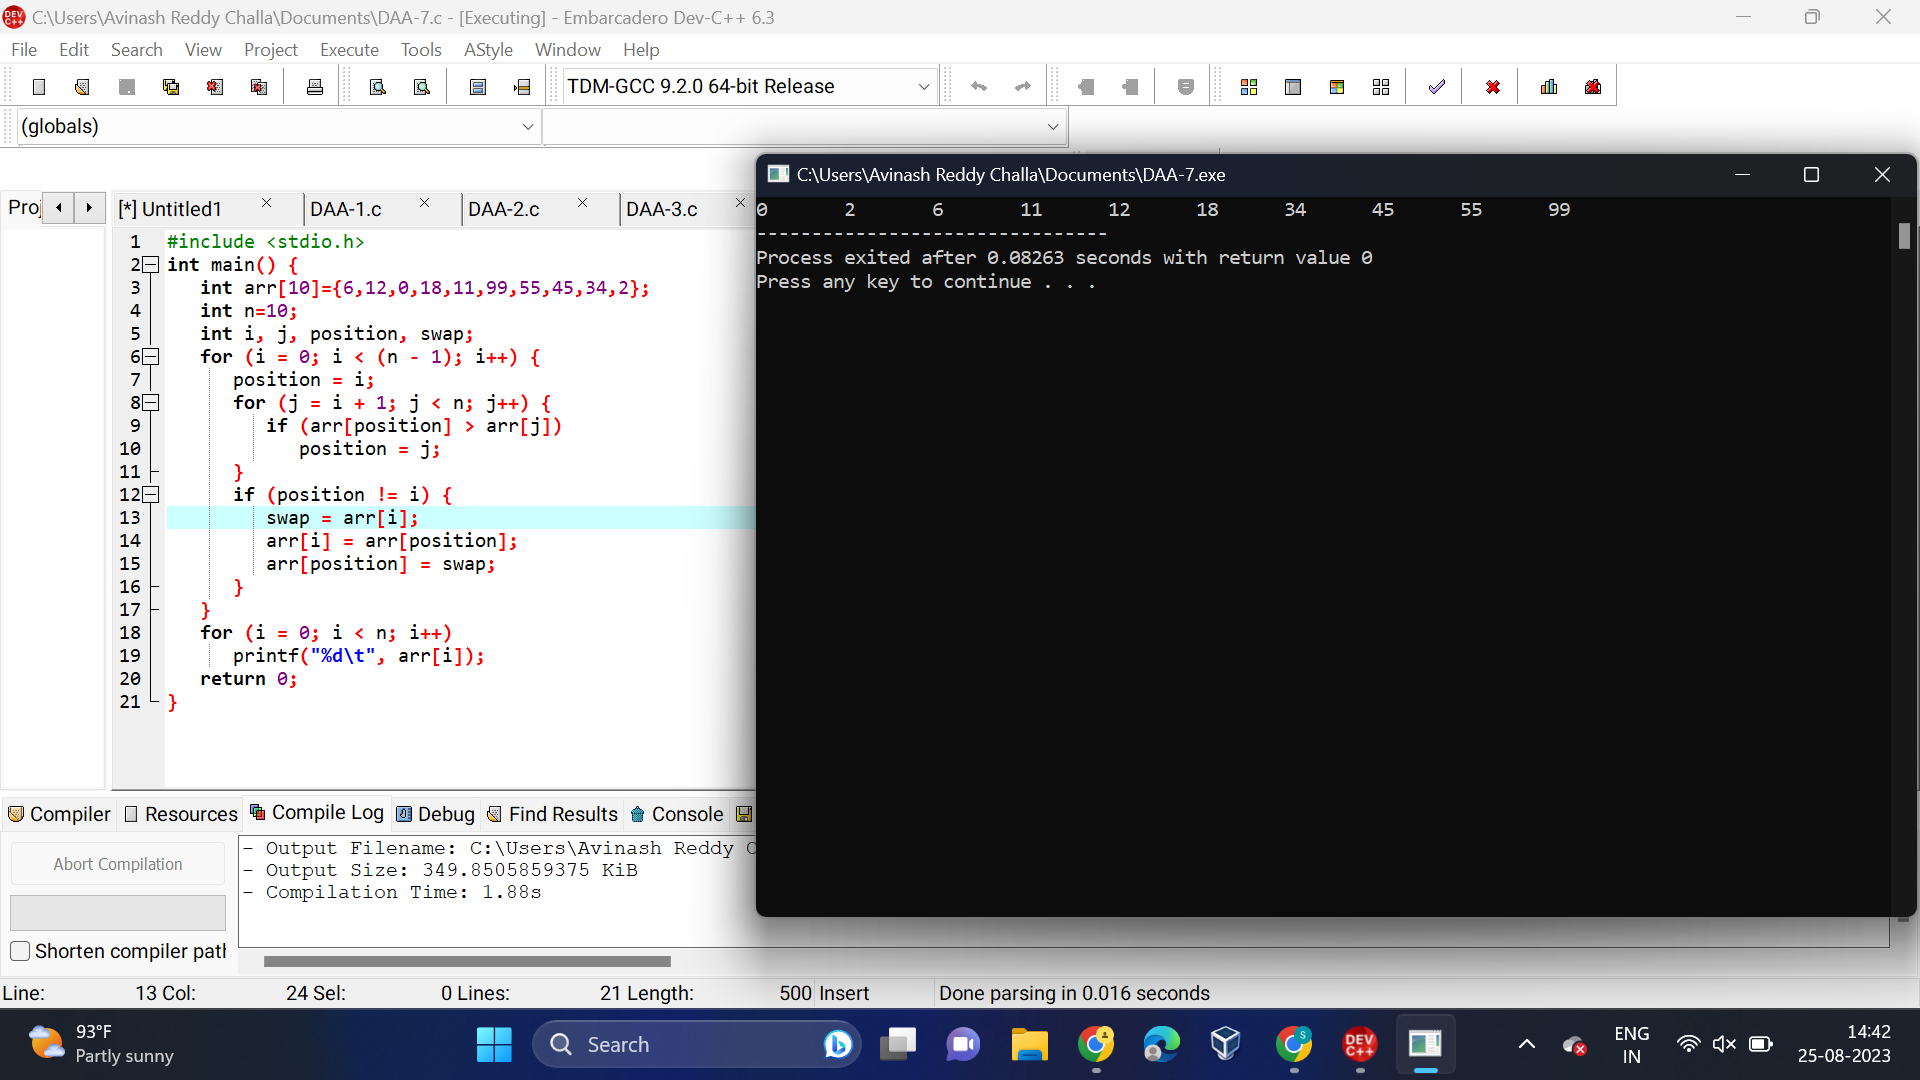 DEV C++ C:\Users\Avinash Reddy Challa\Documents\DAA-7.c - [Executing] - Embarcadero Dev-C++ 6.3
File Edit Search View Project Execute Tools AStyle Window Help
TDM-GCC 9.2.0 64-bit Release
(globals)
Proj [*] Untitled1 DAA-1.c DAA-2.c DAA-3.c
1 #include <stdio.h>
2 int main() {
3 int arr[10]={6,12,0,18,11,99,55,45,34,2};
4 int n=10;
5 int i, j, position, swap;
6 for (i = 0; i < (n - 1); i++) {
7 position = i;
8 for (j = i + 1; j < n; j++) {
9 if (arr[position] > arr[j])
10 position = j;
11 }
12 if (position != i) {
13 swap = arr[i];
14 arr[i] = arr[position];
15 arr[position] = swap;
16 }
17 }
18 for (i = 0; i < n; i++)
19 printf("%d\t", arr[i]);
20 return 0;
21 }
C:\Users\Avinash Reddy Challa\Documents\DAA-7.exe
0 2 6 11 12 18 34 45 55 99
--------------------------------
Process exited after 0.08263 seconds with return value 0
Press any key to continue . . .
Compiler Resources Compile Log Debug Find Results Console
Abort Compilation
Shorten compiler path
- Output Filename: C:\Users\Avinash Reddy C
- Output Size: 349.8505859375 KiB
- Compilation Time: 1.88s
Line: 13 Col: 24 Sel: 0 Lines: 21 Length: 500 Insert Done parsing in 0.016 seconds
93°F
Partly sunny
Search
S
DEV C++
ENG
IN
14:42
25-08-2023